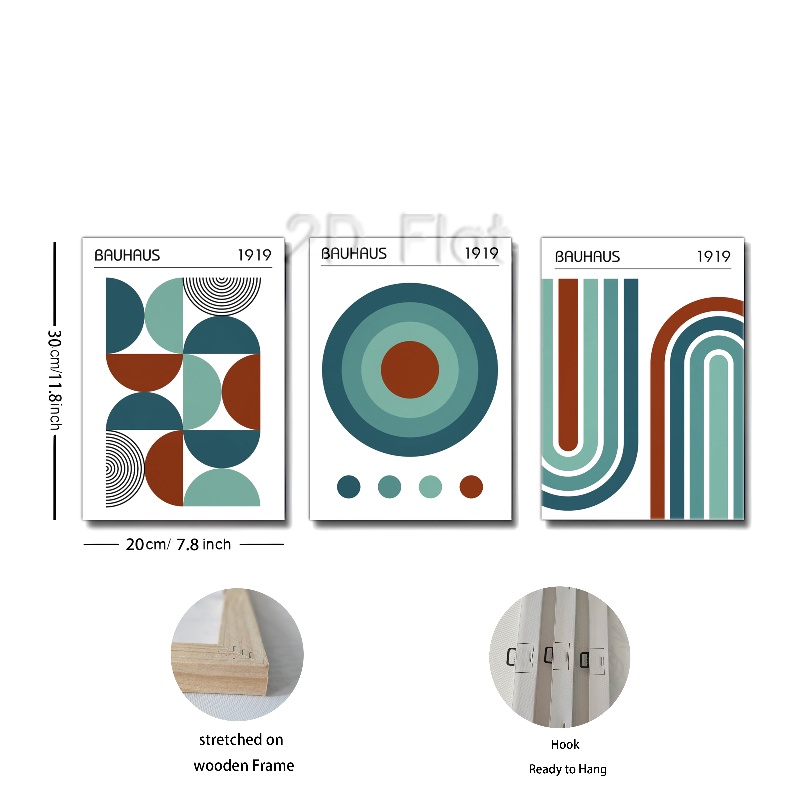 2D Flat
BAUHAUS 1919
BAUHAUS 1919
BAUHAUS 1919
30cm/11.8inch
20cm/ 7.8 inch
stretched on
wooden Frame
Hook
Ready to Hang